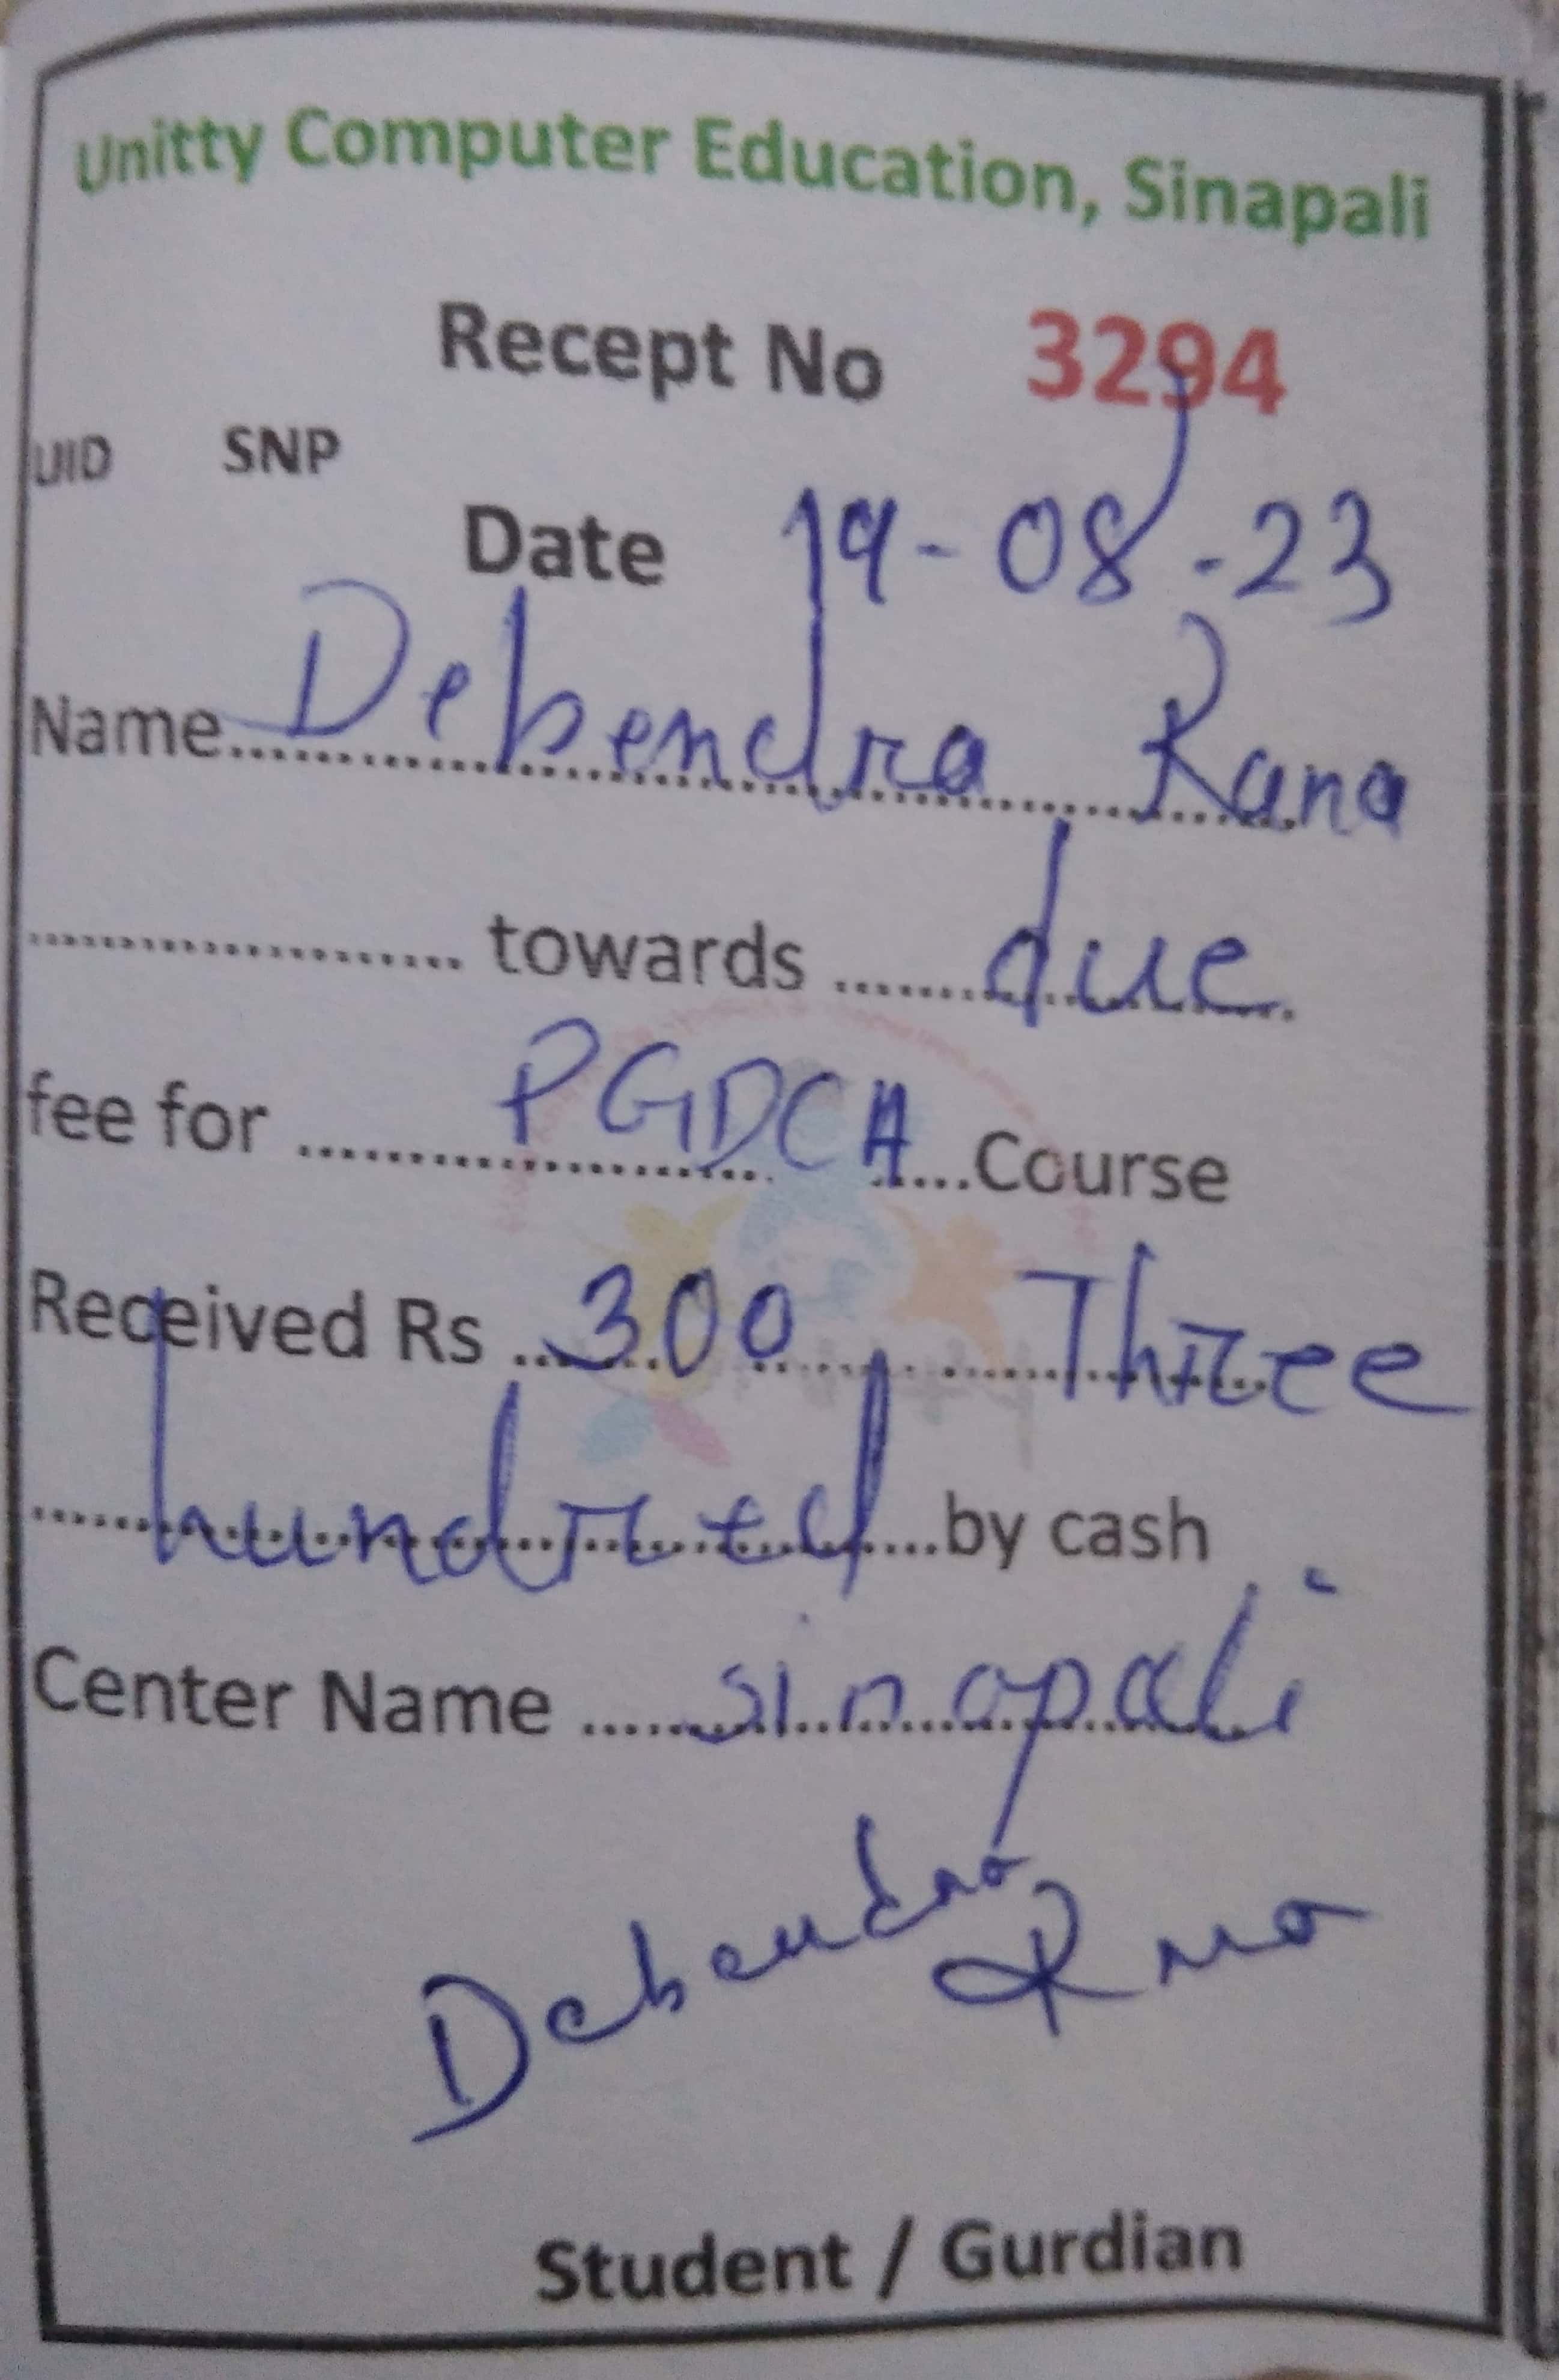 Unitty Computer Education, Sinapali
Recept No 3294
UID SNP
Date 19-08-23
Name Debendra Rana
towards due
fee for PGDCA Course
Received Rs 300 Three
hundred by cash
Center Name sinapali
Debendra
Rana
Student / Gurdian